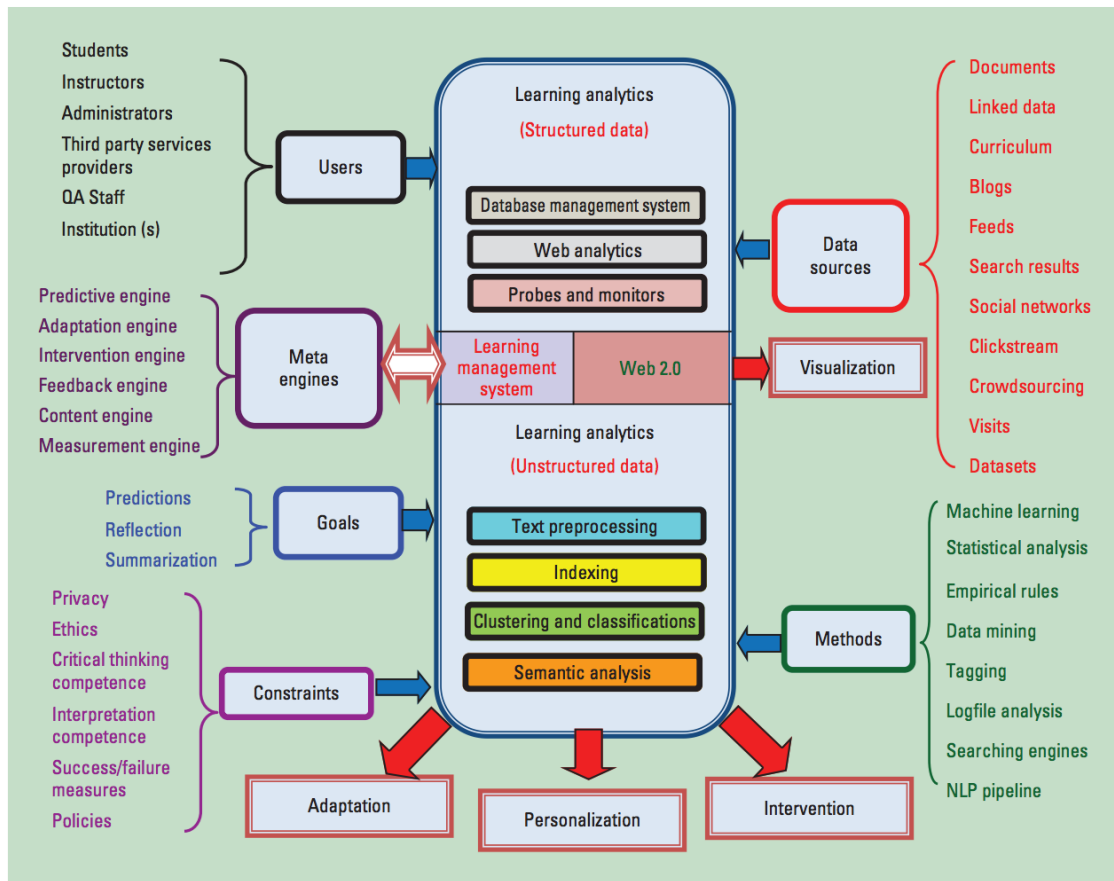 Students
Instructors
Administrators
Third party services
providers
QA Staff
Institution (s)
Users
Predictive engine
Adaptation engine
Intervention engine
Feedback engine
Content engine
Measurement engine
Meta
engines
Predictions
Reflection
Summarization
Goals
Privacy
Ethics
Critical thinking
competence
Interpretation
competence
Success/failure
measures
Policies
Constraints
Learning analytics
(Structured data)
Database management system
Web analytics
Probes and monitors
Learning
management
system
Web 2.0
Learning analytics
(Unstructured data)
Text preprocessing
Indexing
Clustering and classifications
Semantic analysis
Data
sources
Documents
Linked data
Curriculum
Blogs
Feeds
Search results
Social networks
Clickstream
Crowdsourcing
Visits
Datasets
Visualization
Methods
Machine learning
Statistical analysis
Empirical rules
Data mining
Tagging
Logfile analysis
Searching engines
NLP pipeline
Adaptation
Personalization
Intervention